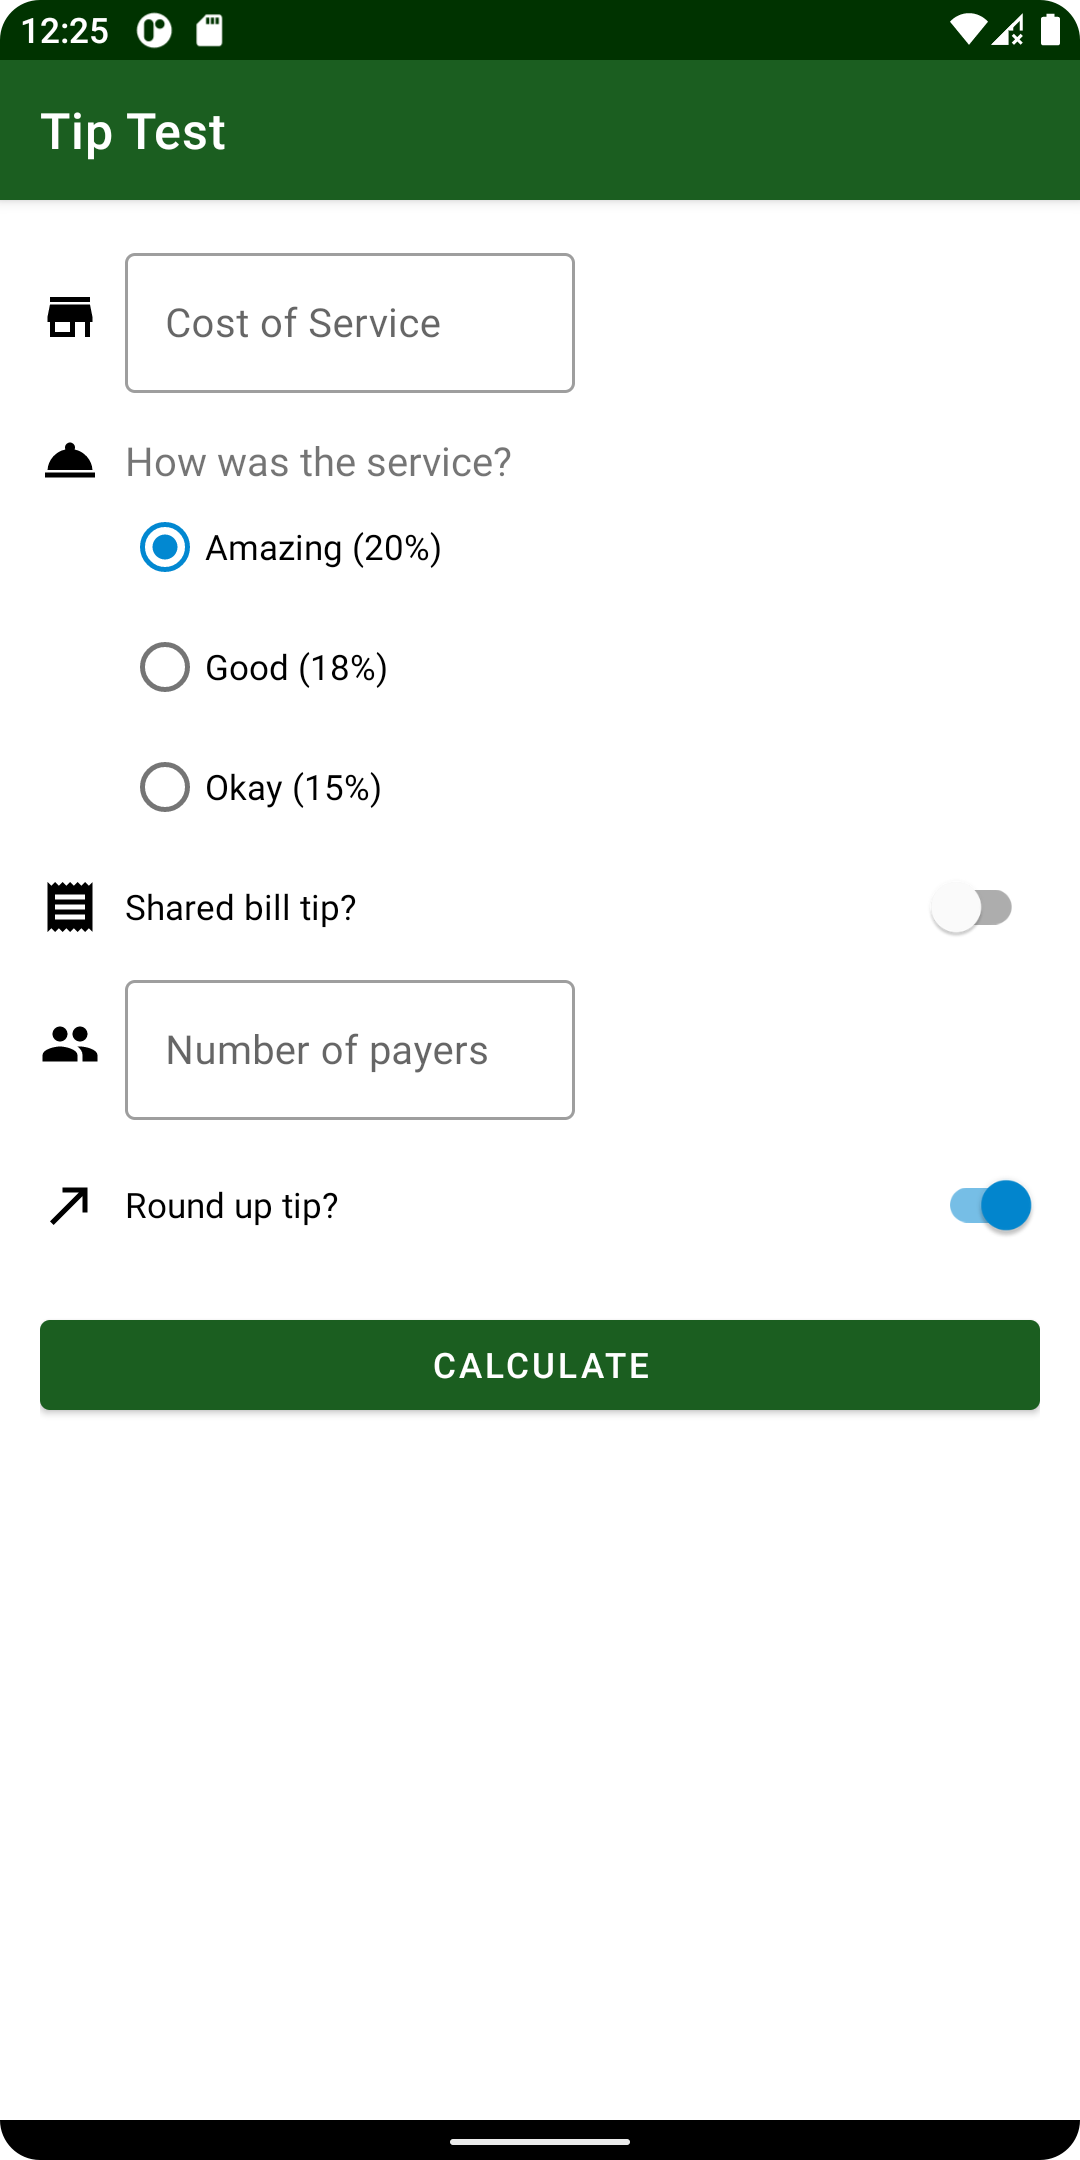 12:25
Tip Test
Cost of Service
How was the service?
Amazing (20%)
Good (18%)
Okay (15%)
Shared bill tip?
Number of payers
Round up tip?
CALCULATE